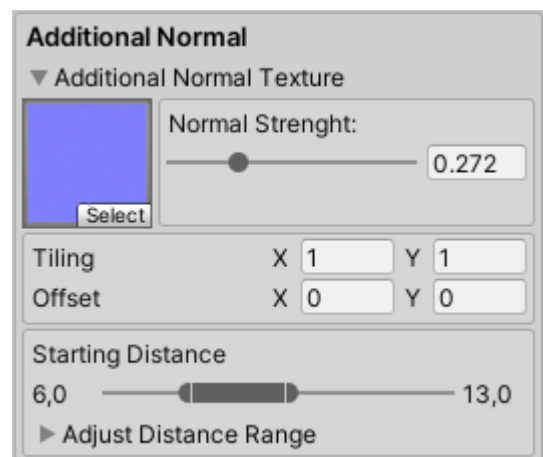 Additional Normal
Additional Normal Texture
Normal Strenght:
0.272
Select
Tiling X 1 Y 1
Offset X 0 Y 0
Starting Distance
6,0 13,0
Adjust Distance Range